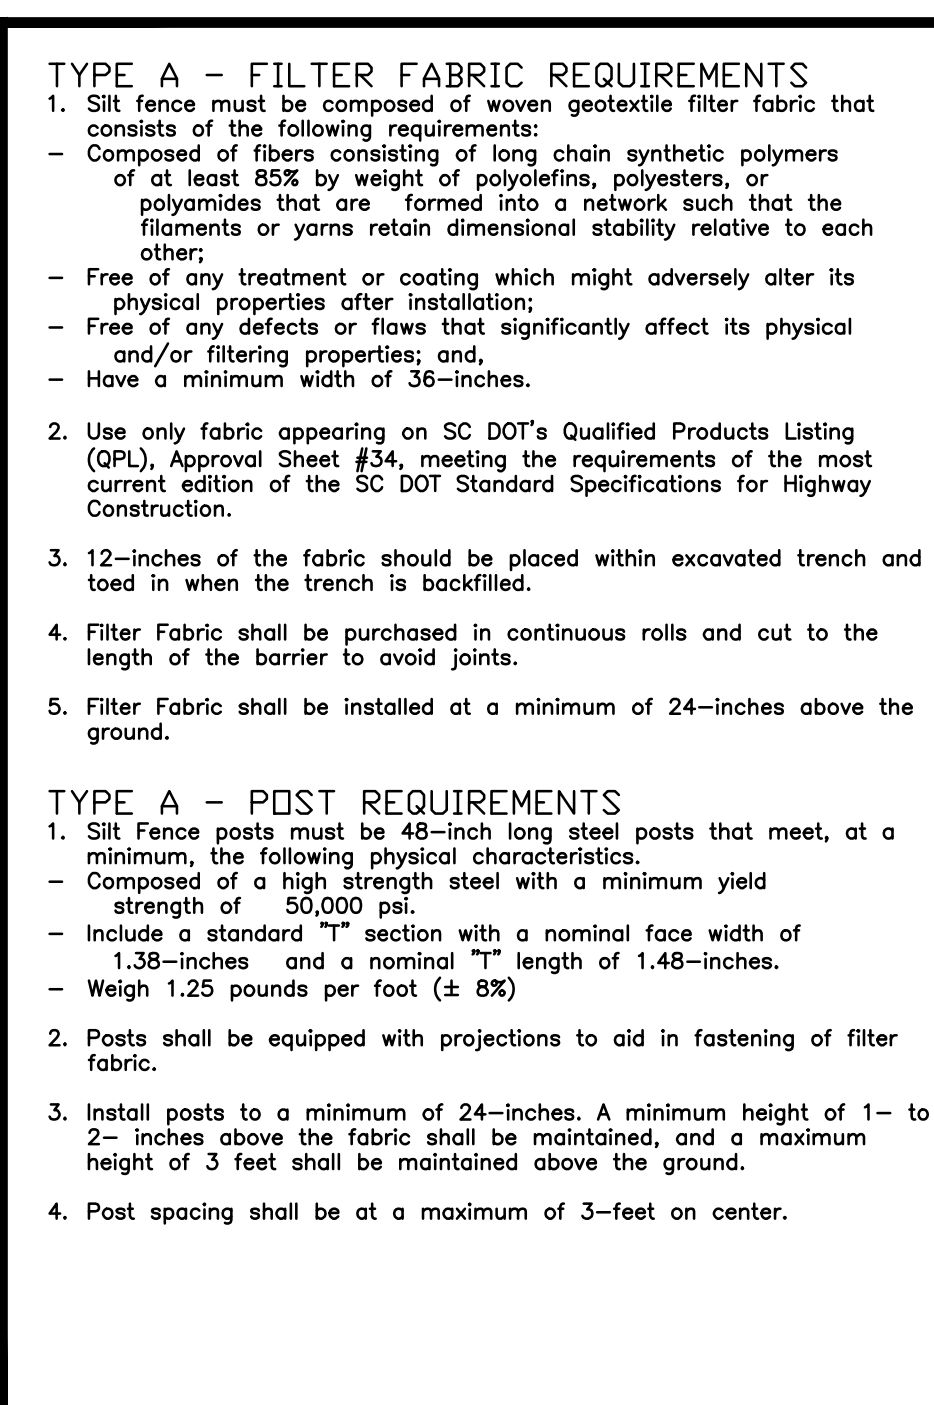 TYPE A – FILTER FABRIC REQUIREMENTS
1. Silt fence must be composed of woven geotextile filter fabric that
consists of the following requirements:
– Composed of fibers consisting of long chain synthetic polymers
of at least 85% by weight of polyolefins, polyesters, or
polyamides that are formed into a network such that the
filaments or yarns retain dimensional stability relative to each
other;
– Free of any treatment or coating which might adversely alter its
physical properties after installation;
– Free of any defects or flaws that significantly affect its physical
and/or filtering properties; and,
– Have a minimum width of 36–inches.
2. Use only fabric appearing on SC DOT's Qualified Products Listing
(QPL), Approval Sheet #34, meeting the requirements of the most
current edition of the SC DOT Standard Specifications for Highway
Construction.
3. 12–inches of the fabric should be placed within excavated trench and
toed in when the trench is backfilled.
4. Filter Fabric shall be purchased in continuous rolls and cut to the
length of the barrier to avoid joints.
5. Filter Fabric shall be installed at a minimum of 24–inches above the
ground.
TYPE A – POST REQUIREMENTS
1. Silt Fence posts must be 48–inch long steel posts that meet, at a
minimum, the following physical characteristics.
– Composed of a high strength steel with a minimum yield
strength of 50,000 psi.
– Include a standard "T" section with a nominal face width of
1.38–inches and a nominal "T" length of 1.48–inches.
– Weigh 1.25 pounds per foot (± 8%)
2. Posts shall be equipped with projections to aid in fastening of filter
fabric.
3. Install posts to a minimum of 24–inches. A minimum height of 1– to
2– inches above the fabric shall be maintained, and a maximum
height of 3 feet shall be maintained above the ground.
4. Post spacing shall be at a maximum of 3–feet on center.